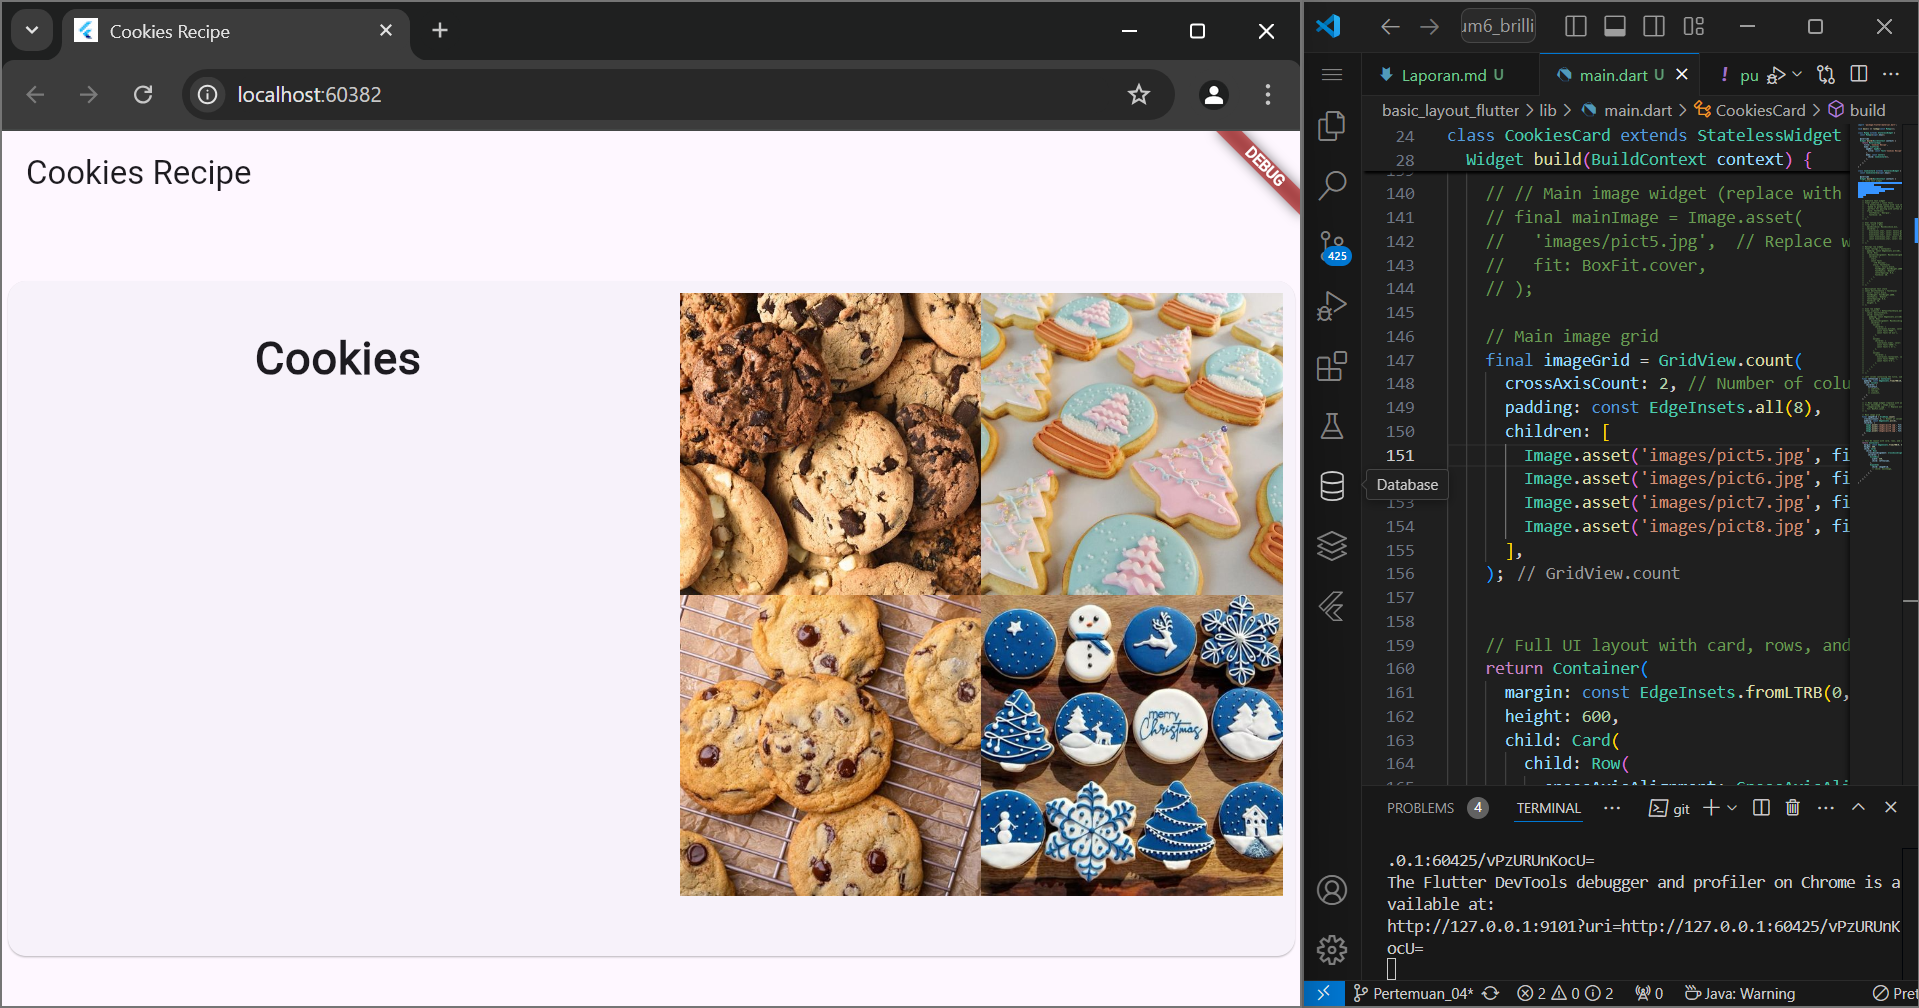 Cookies Recipe
localhost:60382
Cookies Recipe
DEBUG
Cookies
merry
Christmas
um6_brilli
Laporan.md U
main.dart U
! pu
basic_layout_flutter > lib > main.dart > CookiesCard > build
24 class CookiesCard extends StatelessWidget
28 Widget build(BuildContext context) {
140 // // Main image widget (replace with
141 // final mainImage = Image.asset(
142 //   'images/pict5.jpg',  // Replace w
143 //   fit: BoxFit.cover,
144 // );
145
146 // Main image grid
147 final imageGrid = GridView.count(
148 crossAxisCount: 2, // Number of colu
149 padding: const EdgeInsets.all(8),
150 children: [
151 Image.asset('images/pict5.jpg', fi
Image.asset('images/pict6.jpg', fi
153 Image.asset('images/pict7.jpg', fi
154 Image.asset('images/pict8.jpg', fi
155 ],
156 ); // GridView.count
157
158
159 // Full UI layout with card, rows, and
160 return Container(
161 margin: const EdgeInsets.fromLTRB(0,
162 height: 600,
163 child: Card(
164 child: Row(
425
Database
PROBLEMS 4 TERMINAL ··· git
.0.1:60425/vPzURUnKocU=
The Flutter DevTools debugger and profiler on Chrome is a
vailable at:
http://127.0.0.1:9101?uri=http://127.0.0.1:60425/vPzURUnK
ocU=
Pertemuan_04* 2 0 2 0 Java: Warning Pret